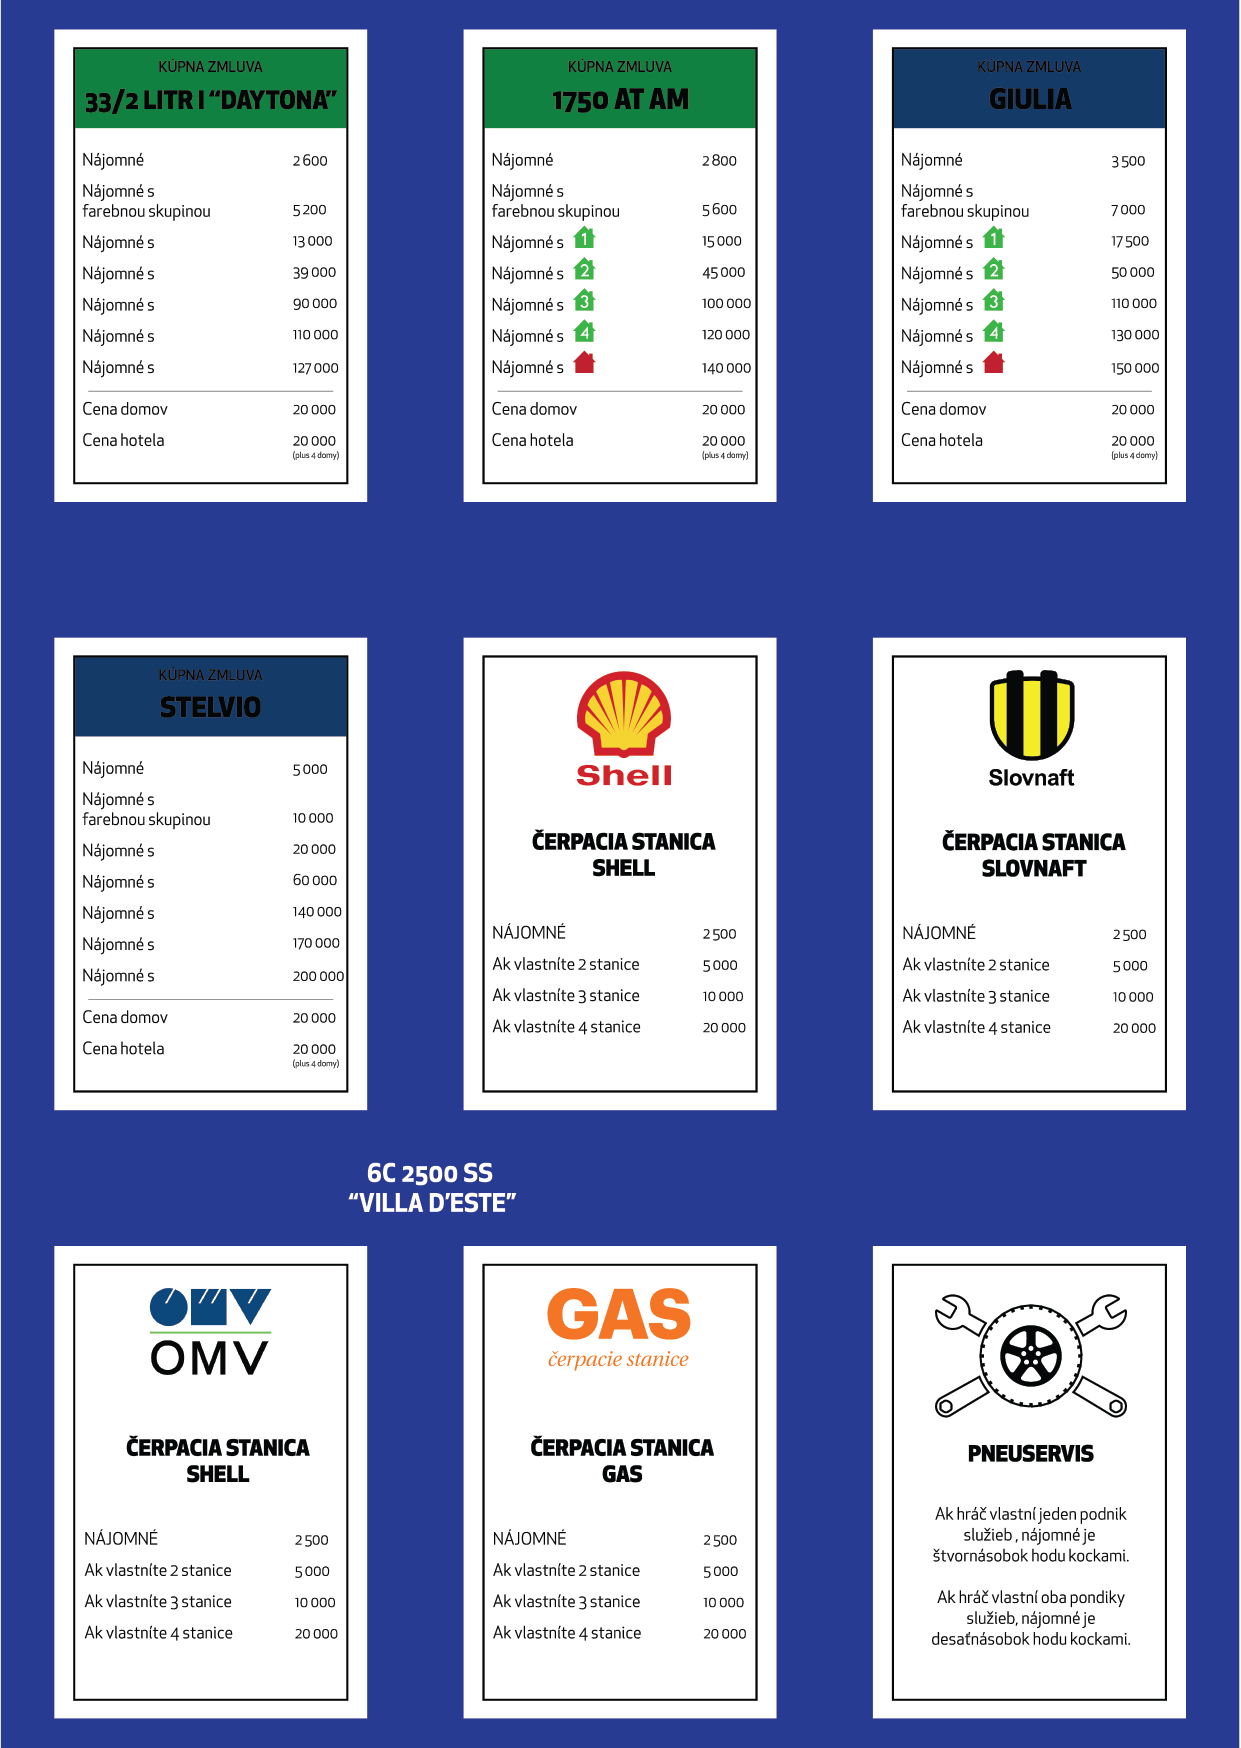 KÚPNA ZMLUVA
33/2 LITR I “DAYTONA”
Nájomné 2 600
Nájomné s
farebnou skupinou 5 200
Nájomné s 13 000
Nájomné s 39 000
Nájomné s 90 000
Nájomné s 110 000
Nájomné s 127 000
Cena domov 20 000
Cena hotela 20 000
(plus 4 domy)
KÚPNA ZMLUVA
1750 AT AM
Nájomné 2 800
Nájomné s
farebnou skupinou 5 600
Nájomné s 1 15 000
Nájomné s 2 45 000
Nájomné s 3 100 000
Nájomné s 4 120 000
Nájomné s 140 000
Cena domov 20 000
Cena hotela 20 000
(plus 4 domy)
KÚPNA ZMLUVA
GIULIA
Nájomné 3 500
Nájomné s
farebnou skupinou 7 000
Nájomné s 1 17 500
Nájomné s 2 50 000
Nájomné s 3 110 000
Nájomné s 4 130 000
Nájomné s 150 000
Cena domov 20 000
Cena hotela 20 000
(plus 4 domy)
KÚPNA ZMLUVA
STELVIO
Nájomné 5 000
Nájomné s
farebnou skupinou 10 000
Nájomné s 20 000
Nájomné s 60 000
Nájomné s 140 000
Nájomné s 170 000
Nájomné s 200 000
Cena domov 20 000
Cena hotela 20 000
(plus 4 domy)
Shell
ČERPACIA STANICA
SHELL
NÁJOMNÉ 2 500
Ak vlastníte 2 stanice 5 000
Ak vlastníte 3 stanice 10 000
Ak vlastníte 4 stanice 20 000
Slovnaft
ČERPACIA STANICA
SLOVNAFT
NÁJOMNÉ 2 500
Ak vlastníte 2 stanice 5 000
Ak vlastníte 3 stanice 10 000
Ak vlastníte 4 stanice 20 000
6C 2500 SS
“VILLA D’ESTE”
OMV
OMV
ČERPACIA STANICA
SHELL
NÁJOMNÉ 2 500
Ak vlastníte 2 stanice 5 000
Ak vlastníte 3 stanice 10 000
Ak vlastníte 4 stanice 20 000
GAS
čerpacie stanice
ČERPACIA STANICA
GAS
NÁJOMNÉ 2 500
Ak vlastníte 2 stanice 5 000
Ak vlastníte 3 stanice 10 000
Ak vlastníte 4 stanice 20 000
PNEUSERVIS
Ak hráč vlastní jeden podnik
služieb , nájomné je
štvornásobok hodu kockami.
Ak hráč vlastní oba pondiky
služieb, nájomné je
desaťnásobok hodu kockami.